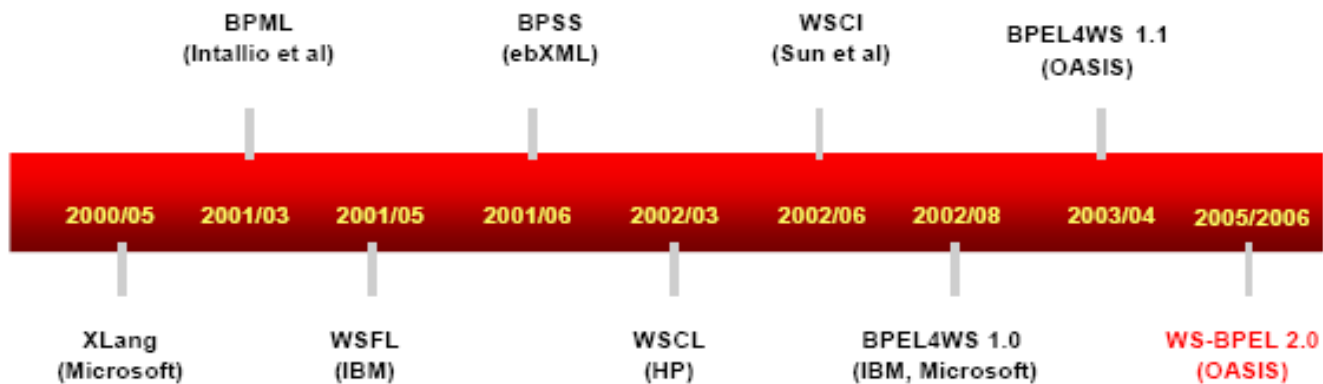 BPML
(Intallio et al)
BPSS
(ebXML)
WSCI
(Sun et al)
BPEL4WS 1.1
(OASIS)
2000/05 2001/03 2001/05 2001/06 2002/03 2002/06 2002/08 2003/04 2005/2006
XLang
(Microsoft)
WSFL
(IBM)
WSCL
(HP)
BPEL4WS 1.0
(IBM, Microsoft)
WS-BPEL 2.0
(OASIS)